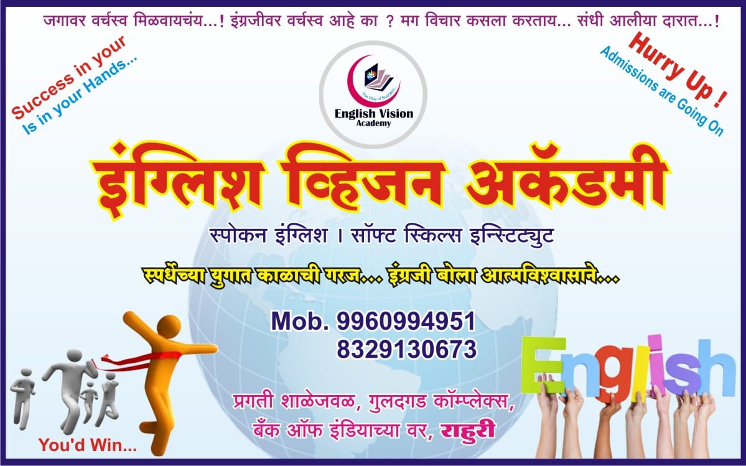 जगावर वर्चस्व मिळवायचंय...! इंग्रजीवर वर्चस्व आहे का ? मग विचार कसला करताय... संधी आलीया दारात...!
Success in your
Is in your Hands...
Hurry Up !
Admissions are Going On
English Vision
Academy
इंग्लिश व्हिजन अकॅडमी
स्पोकन इंग्लिश । सॉफ्ट स्किल्स इन्स्टिट्युट
स्पर्धेच्या युगात काळाची गरज... इंग्रजी बोला आत्मविश्वासाने...
Mob. 9960994951
8329130673
English
प्रगती शाळेजवळ, गुलदगड कॉम्प्लेक्स,
बँक ऑफ इंडियाच्या वर, राहुरी
You'd Win...